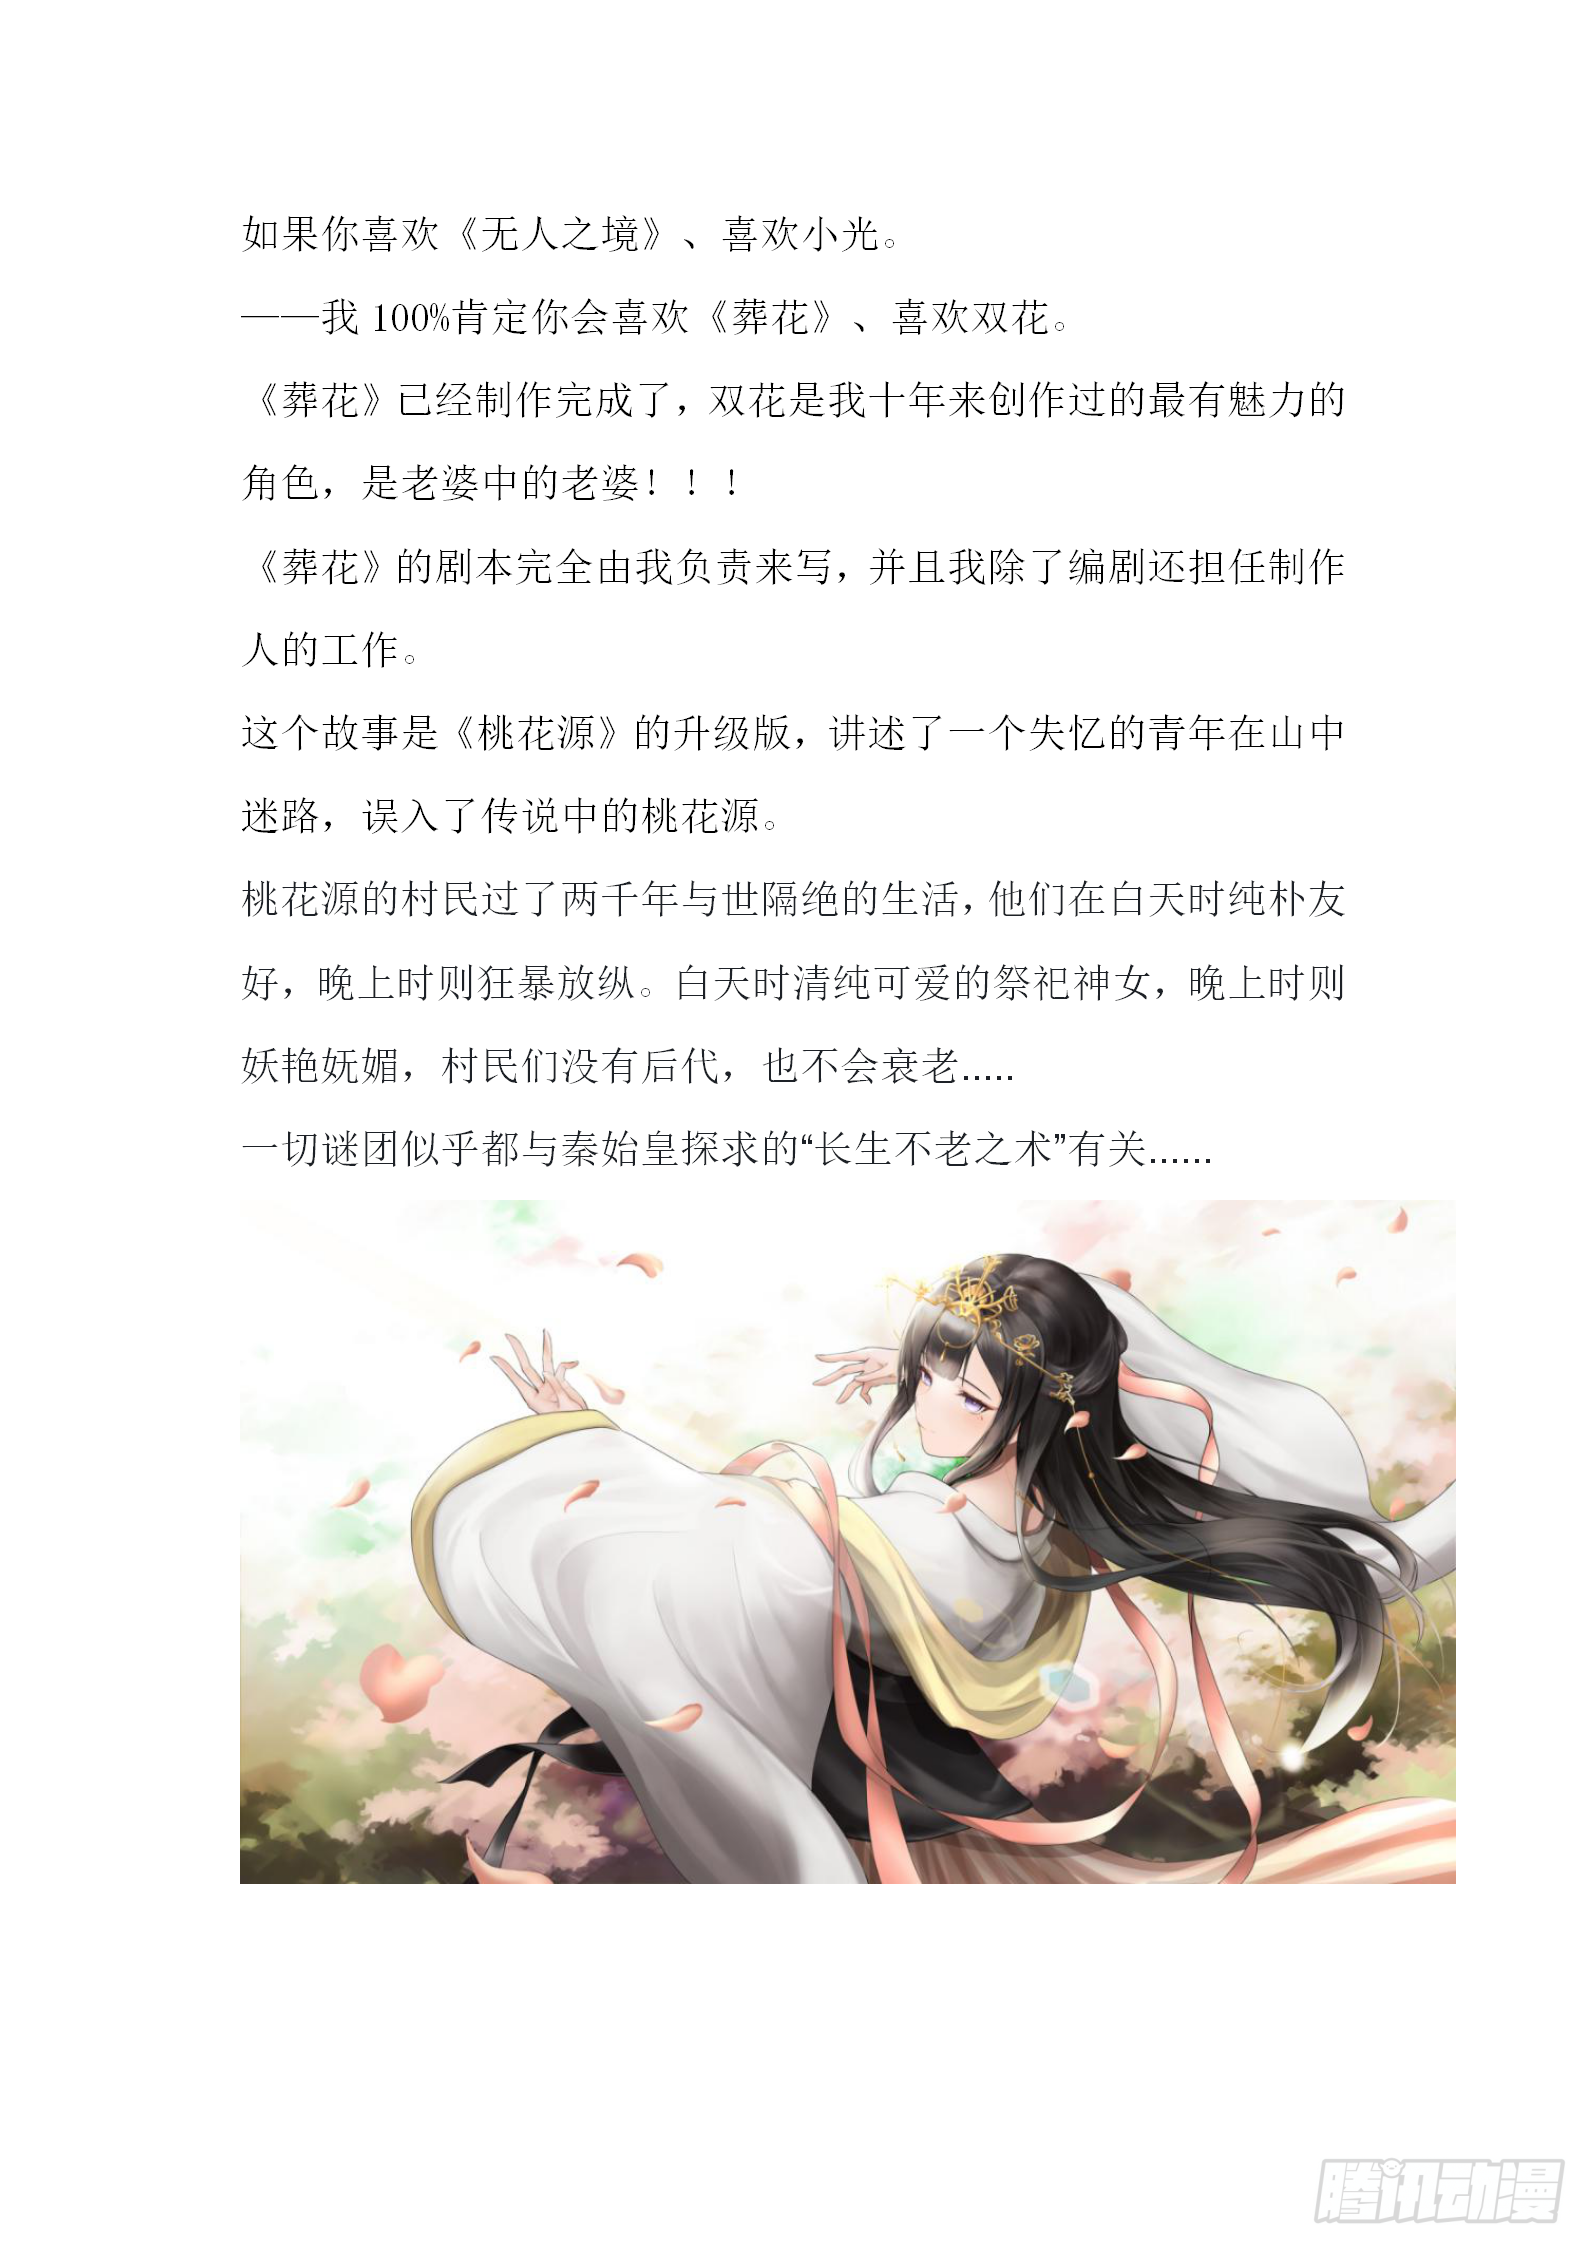 如果你喜欢《无人之境》、喜欢小光。
——我 100%肯定你会喜欢《葬花》、喜欢双花。
《葬花》已经制作完成了，双花是我十年来创作过的最有魅力的
角色，是老婆中的老婆！！！
《葬花》的剧本完全由我负责来写，并且我除了编剧还担任制作
人的工作。
这个故事是《桃花源》的升级版，讲述了一个失忆的青年在山中
迷路，误入了传说中的桃花源。
桃花源的村民过了两千年与世隔绝的生活，他们在白天时纯朴友
好，晚上时则狂暴放纵。白天时清纯可爱的祭祀神女，晚上时则
妖艳妩媚，村民们没有后代，也不会衰老.....
一切谜团似乎都与秦始皇探求的“长生不老之术”有关......
腾讯动漫